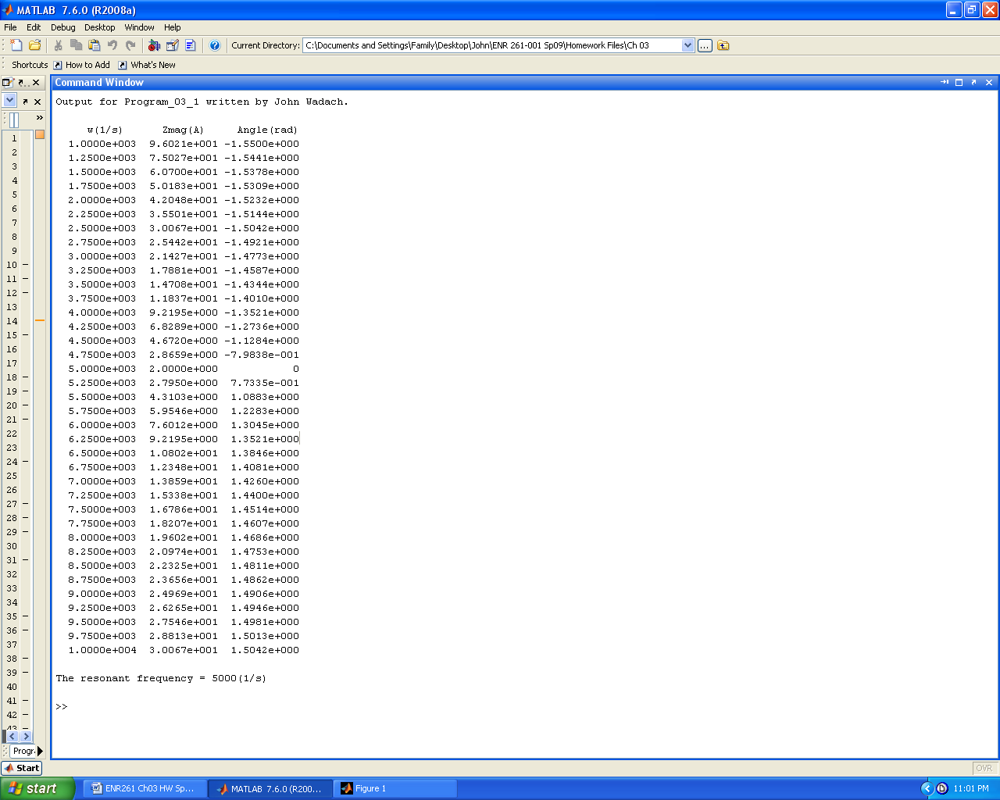 MATLAB  7.6.0 (R2008a)
File  Edit  Debug  Desktop  Window  Help
Current Directory: C:\Documents and Settings\Family\Desktop\John\ENR 261-001 Sp09\Homework Files\Ch 03
Shortcuts  How to Add  What's New
Command Window
Output for Program_03_1 written by John Wadach.
w(1/s)  Zmag(A)  Angle(rad)
1.0000e+003  9.6021e+001 -1.5500e+000
1.2500e+003  7.5027e+001 -1.5441e+000
1.5000e+003  6.0700e+001 -1.5378e+000
1.7500e+003  5.0183e+001 -1.5309e+000
2.0000e+003  4.2048e+001 -1.5232e+000
2.2500e+003  3.5501e+001 -1.5144e+000
2.5000e+003  3.0067e+001 -1.5042e+000
2.7500e+003  2.5442e+001 -1.4921e+000
3.0000e+003  2.1427e+001 -1.4773e+000
3.2500e+003  1.7881e+001 -1.4587e+000
3.5000e+003  1.4708e+001 -1.4344e+000
3.7500e+003  1.1837e+001 -1.4010e+000
4.0000e+003  9.2195e+000 -1.3521e+000
4.2500e+003  6.8289e+000 -1.2736e+000
4.5000e+003  4.6720e+000 -1.1284e+000
4.7500e+003  2.8659e+000 -7.9838e-001
5.0000e+003  2.0000e+000  0
5.2500e+003  2.7950e+000  7.7335e-001
5.5000e+003  4.3103e+000  1.0883e+000
5.7500e+003  5.9546e+000  1.2283e+000
6.0000e+003  7.6012e+000  1.3045e+000
6.2500e+003  9.2195e+000  1.3521e+000
6.5000e+003  1.0802e+001  1.3846e+000
6.7500e+003  1.2348e+001  1.4081e+000
7.0000e+003  1.3859e+001  1.4260e+000
7.2500e+003  1.5338e+001  1.4400e+000
7.5000e+003  1.6786e+001  1.4514e+000
7.7500e+003  1.8207e+001  1.4607e+000
8.0000e+003  1.9602e+001  1.4686e+000
8.2500e+003  2.0974e+001  1.4753e+000
8.5000e+003  2.2325e+001  1.4811e+000
8.7500e+003  2.3656e+001  1.4862e+000
9.0000e+003  2.4969e+001  1.4906e+000
9.2500e+003  2.6265e+001  1.4946e+000
9.5000e+003  2.7546e+001  1.4981e+000
9.7500e+003  2.8813e+001  1.5013e+000
1.0000e+004  3.0067e+001  1.5042e+000
The resonant frequency = 5000(1/s)
>>
1
2
3
4
5
6
7
8
9
10 –
11 –
12 –
13
14
15 –
16
17
18 –
19 –
20 –
21 –
22
23
24 –
25
26
27 –
28 –
29 –
30
31 –
32
33
34
35 –
36 –
37
38 –
39 –
40
41 –
42 –
43
Progr
Start
OVR
start  ENR261 Ch03 HW Sp...  MATLAB  7.6.0 (R200...  Figure 1  11:01 PM